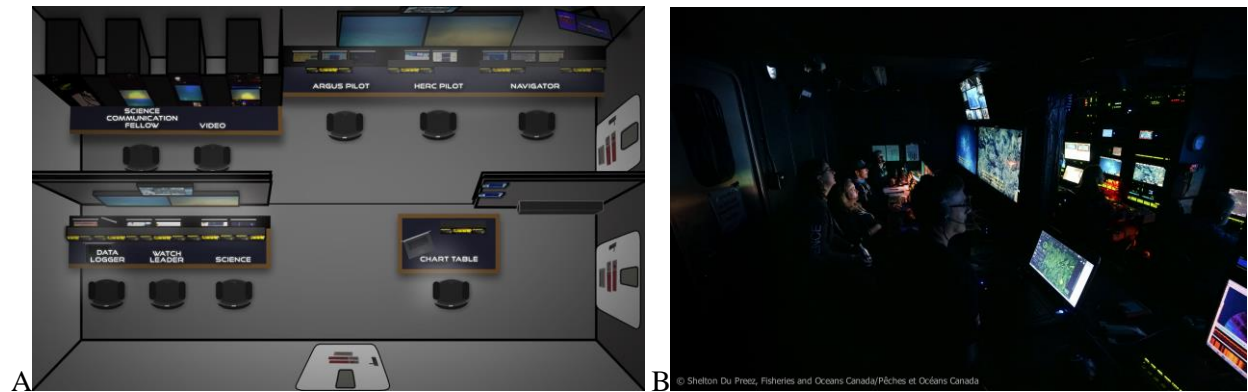 ARGUS PILOT
HERC PILOT
NAVIGATOR
SCIENCE
COMMUNICATION
FELLOW
VIDEO
DATA
LOGGER
WATCH
LEADER
SCIENCE
CHART TABLE
A
B
© Shelton Du Preez, Fisheries and Oceans Canada/Pêches et Océans Canada